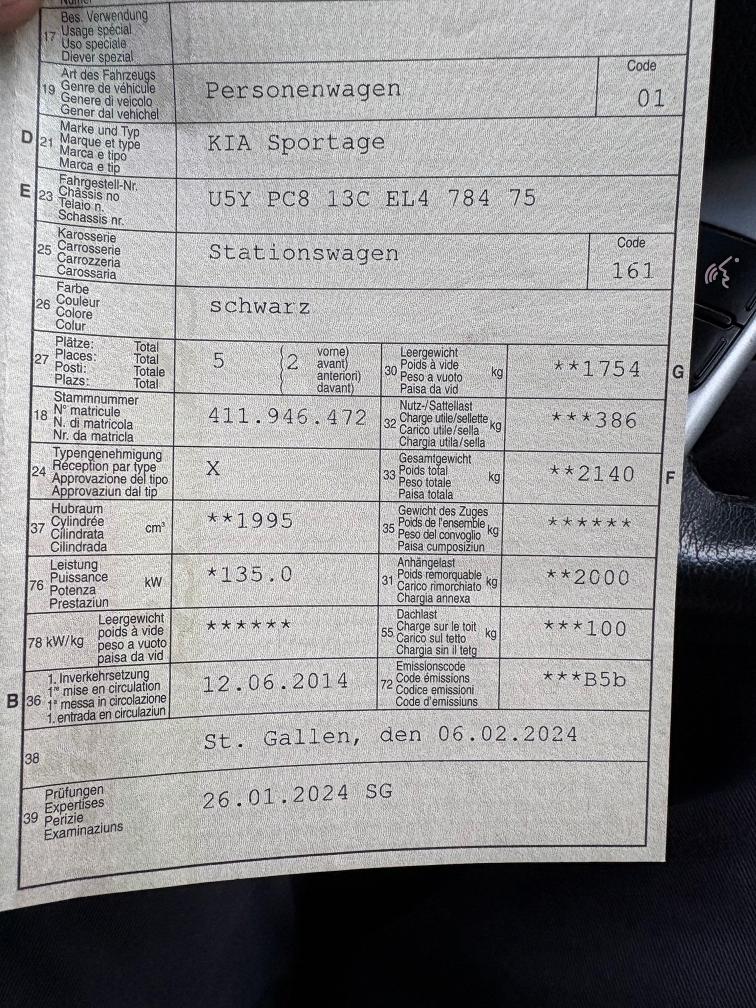 17 Bes. Verwendung
Usage spécial
Uso speciale
Diever spezial
19 Art des Fahrzeugs
Genre de véhicule
Genere di veicolo
Gener dal vehichel
Personenwagen
Code
01
D 21 Marke und Typ
Marque et type
Marca e tipo
Marca e tip
KIA Sportage
E 23 Fahrgestell-Nr.
Châssis no
Telaio n.
Schassis nr.
U5Y PC8 13C EL4 784 75
25 Karosserie
Carrosserie
Carrozzeria
Carossaria
Stationswagen
Code
161
26 Farbe
Couleur
Colore
Colur
schwarz
27 Plätze: Total
Places: Total
Posti: Totale
Plazs: Total
5 (2 vorne)
avant)
anteriori)
davant)
30 Leergewicht
Poids à vide
Peso a vuoto kg
Paisa da vid
**1754 G
18 Stammnummer
N° matricule
N. di matricola
Nr. da matricla
411.946.472
32 Nutz-/Sattellast
Charge utile/sellette kg
Carico utile/sella
Chargia utila/sella
***386
24 Typengenehmigung
Réception par type
Approvazione del tipo
Approvaziun dal tip
X
33 Gesamtgewicht
Poids total kg
Peso totale
Paisa totala
**2140 F
37 Hubraum
Cylindrée cm³
Cilindrata
Cilindrada
**1995
35 Gewicht des Zuges
Poids de l'ensemble kg
Peso del convoglio
Paisa cumposiziun
******
76 Leistung
Puissance kW
Potenza
Prestaziun
*135.0
31 Anhängelast
Poids remorquable kg
Carico rimorchiato
Chargia annexa
**2000
78 kW/kg Leergewicht
poids à vide
peso a vuoto
paisa da vid
******
55 Dachlast
Charge sur le toit kg
Carico sul tetto
Chargia sin il tetg
***100
B 36 1. Inverkehrsetzung
1re mise en circulation
1a messa in circolazione
1. entrada en circulaziun
12.06.2014
72 Emissionscode
Code émissions
Codice emissioni
Code d'emissiuns
***B5b
38 St. Gallen, den 06.02.2024
39 Prüfungen
Expertises
Perizie
Examinaziuns
26.01.2024 SG